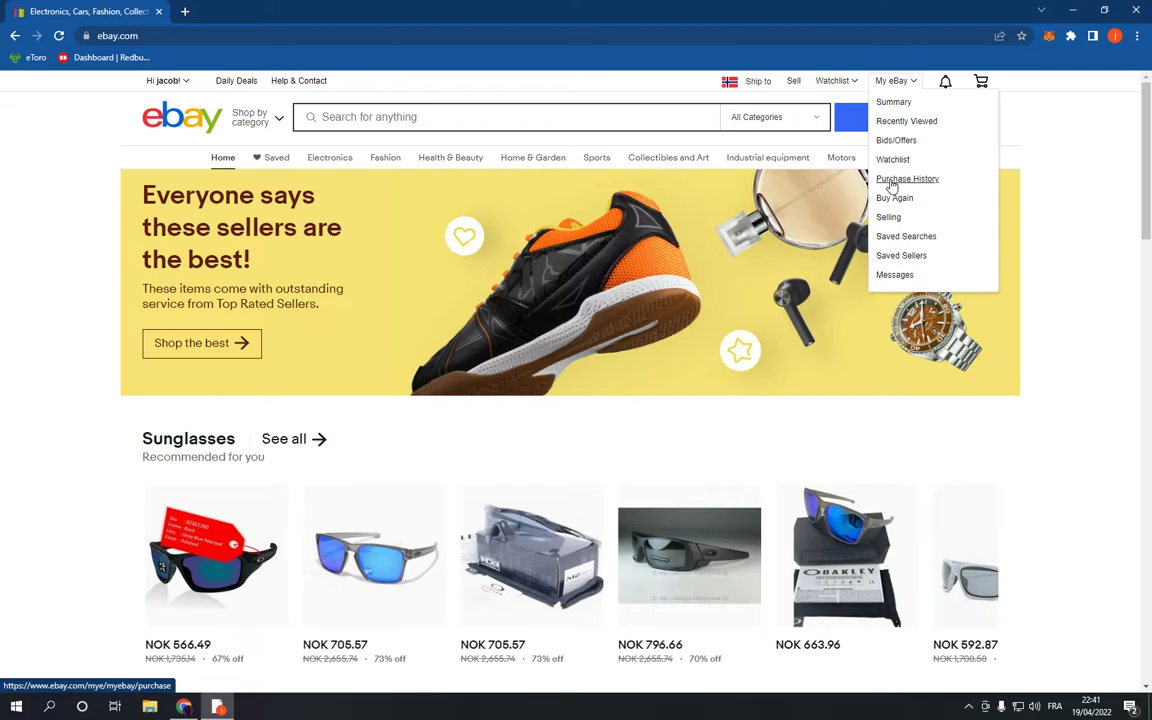 Electronics, Cars, Fashion, Collect
ebay.com
eToro
Dashboard | Redbu...
Hi jacob!
Daily Deals
Help & Contact
Ship to
Sell
Watchlist
My eBay
ebay
Shop by
category
Search for anything
All Categories
Summary
Recently Viewed
Bids/Offers
Watchlist
Purchase History
Buy Again
Selling
Saved Searches
Saved Sellers
Messages
Home
Saved
Electronics
Fashion
Health & Beauty
Home & Garden
Sports
Collectibles and Art
Industrial equipment
Motors
Everyone says
these sellers are
the best!
These items come with outstanding
service from Top Rated Sellers.
Shop the best
Sunglasses
See all
Recommended for you
OAKLEY
NOK 566.49
NOK 1,735.14 · 67% off
NOK 705.57
NOK 2,655.74 · 73% off
NOK 705.57
NOK 2,655.74 · 73% off
NOK 796.66
NOK 2,655.74 · 70% off
NOK 663.96
NOK 592.87
NOK 1,708.58 ·
https://www.ebay.com/mye/myebay/purchase
FRA
22:41
19/04/2022
2